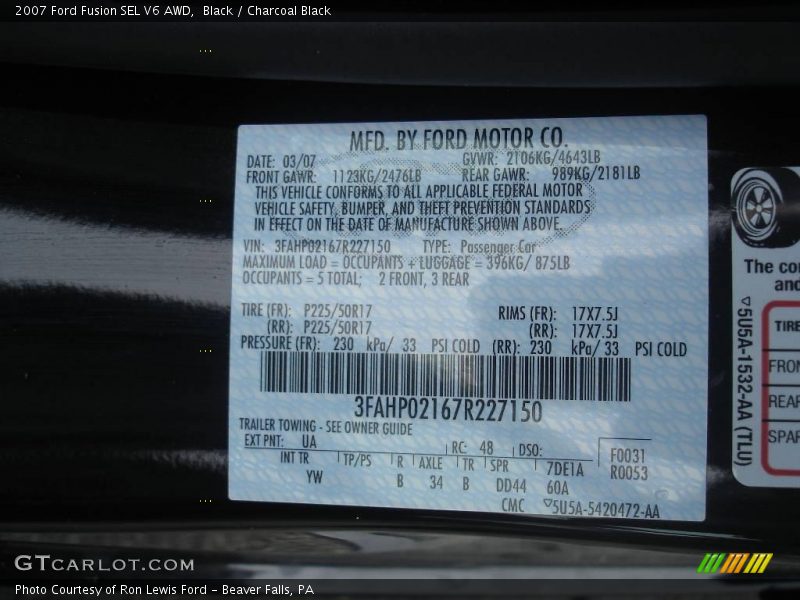 2007 Ford Fusion SEL V6 AWD,  Black / Charcoal Black
MFD. BY FORD MOTOR CO.
DATE: 03/07 GVWR: 2106KG/4643LB
FRONT GAWR: 1123KG/2476LB REAR GAWR: 989KG/2181LB
THIS VEHICLE CONFORMS TO ALL APPLICABLE FEDERAL MOTOR
VEHICLE SAFETY, BUMPER, AND THEFT PREVENTION STANDARDS
IN EFFECT ON THE DATE OF MANUFACTURE SHOWN ABOVE.
VIN: 3FAHP02167R227150 TYPE: Passenger Car
MAXIMUM LOAD = OCCUPANTS + LUGGAGE = 396KG/ 875LB
OCCUPANTS = 5 TOTAL; 2 FRONT, 3 REAR
TIRE (FR): P225/50R17 RIMS (FR): 17X7.5J
(RR): P225/50R17 (RR): 17X7.5J
PRESSURE (FR): 230 kPa/ 33 PSI COLD (RR): 230 kPa/ 33 PSI COLD
3FAHP02167R227150
TRAILER TOWING - SEE OWNER GUIDE
EXT PNT: UA RC: 48 DSO: F0031
INT TR TP/PS R AXLE TR SPR 7DE1A R0053
YW B 34 B DD44 60A
CMC ▽5U5A-5420472-AA
The co
and
▽5U5A-1532-AA (TLU)
TIRE
FRON
REAR
SPAR
GTCARLOT.COM
Photo Courtesy of Ron Lewis Ford – Beaver Falls, PA